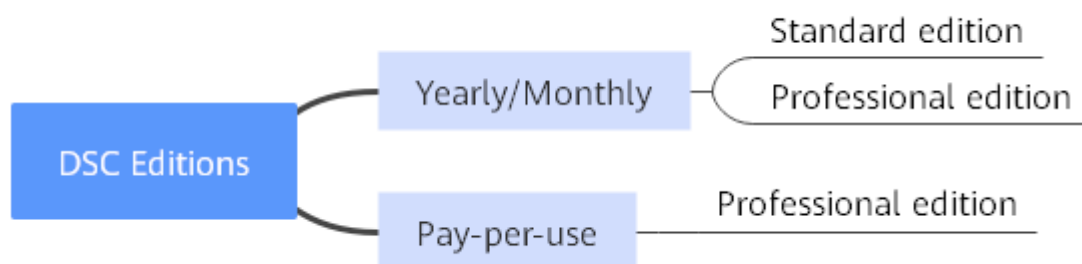 DSC Editions
Yearly/Monthly
Standard edition
Professional edition
Pay-per-use
Professional edition